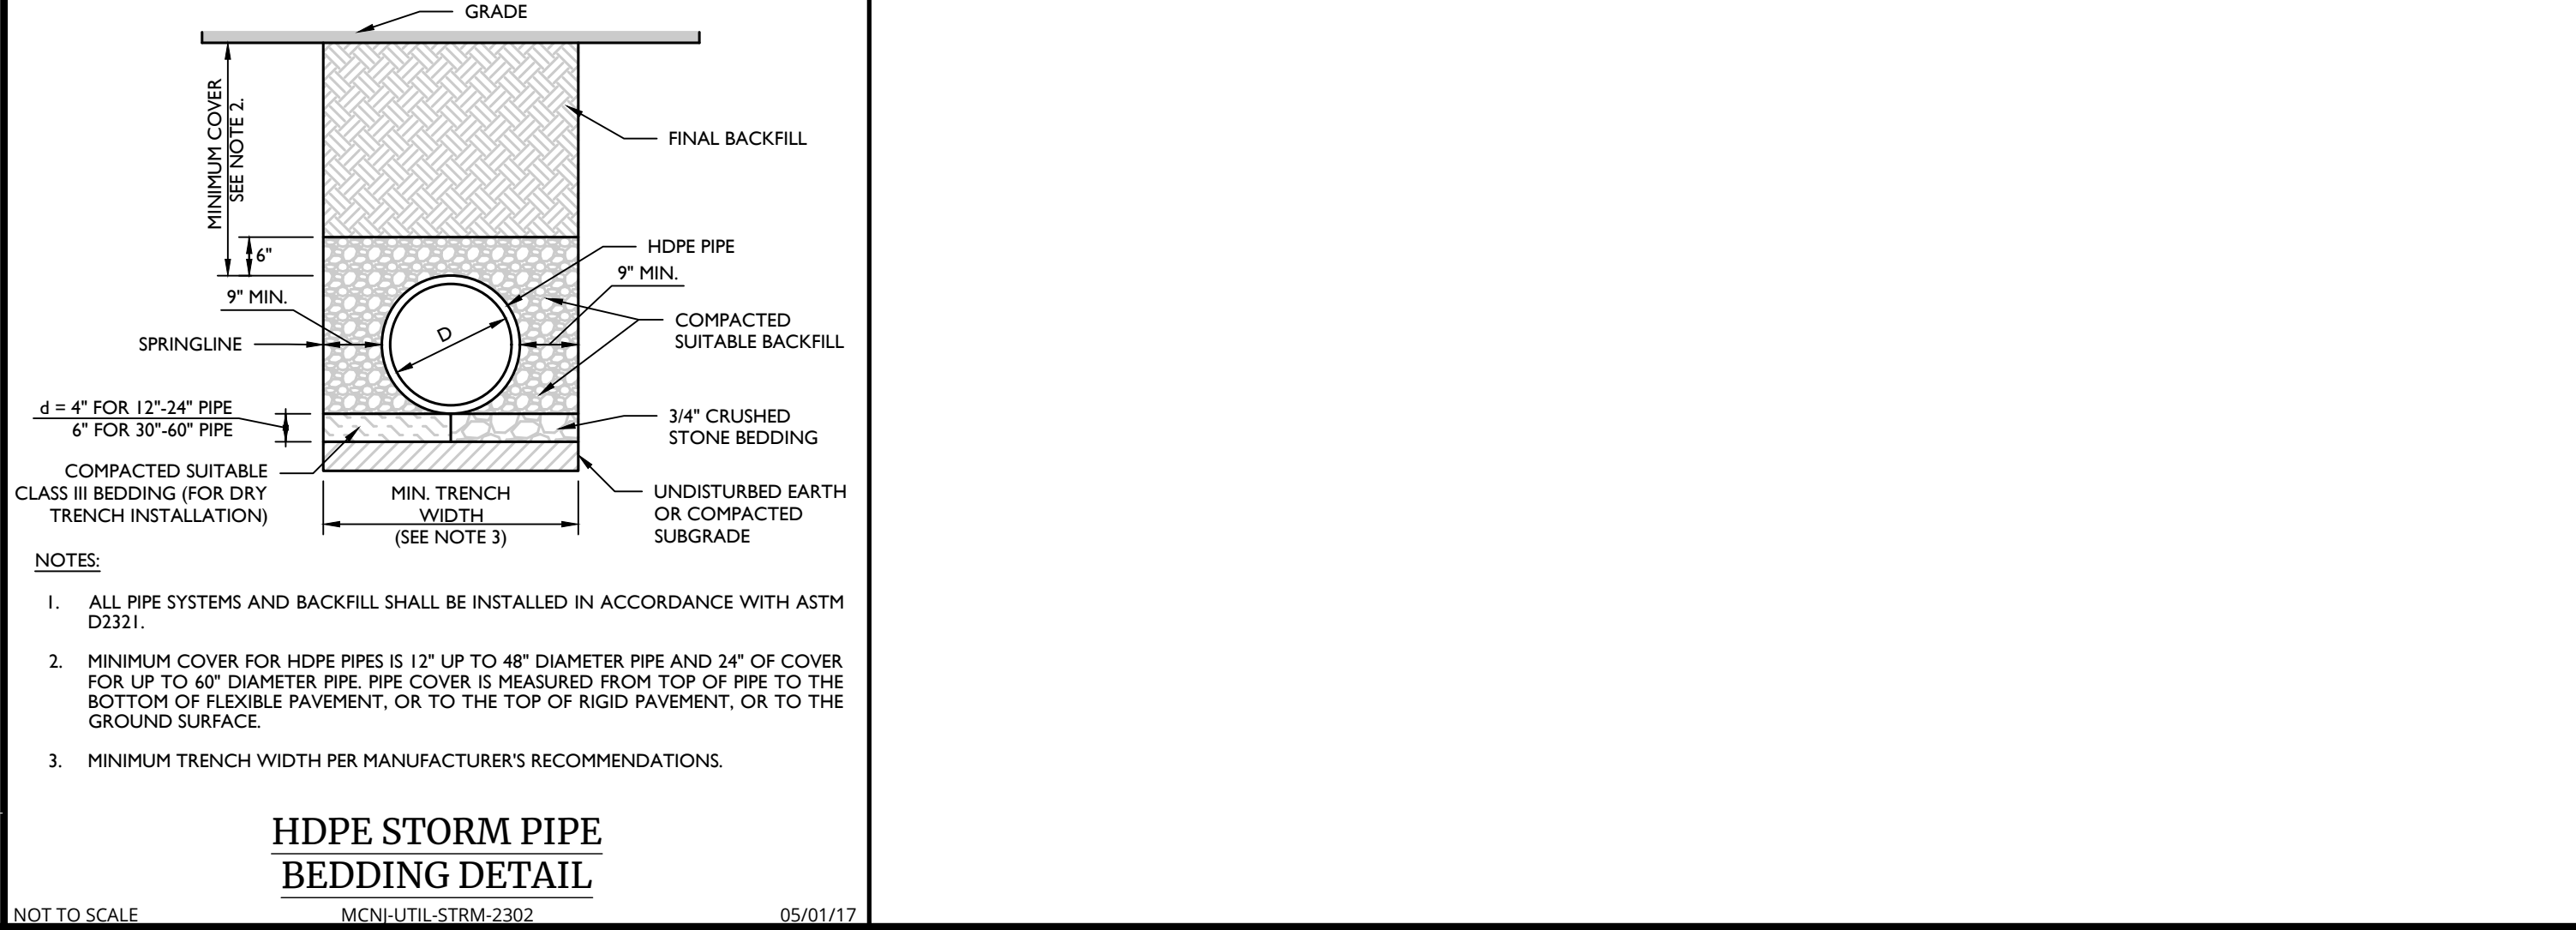 GRADE
MINIMUM COVER
SEE NOTE 2.
FINAL BACKFILL
6"
HDPE PIPE
9" MIN.
9" MIN.
COMPACTED
SUITABLE BACKFILL
D
SPRINGLINE
d = 4" FOR 12"-24" PIPE
6" FOR 30"-60" PIPE
3/4" CRUSHED
STONE BEDDING
COMPACTED SUITABLE
CLASS III BEDDING (FOR DRY
TRENCH INSTALLATION)
MIN. TRENCH
WIDTH
(SEE NOTE 3)
UNDISTURBED EARTH
OR COMPACTED
SUBGRADE
NOTES:
1. ALL PIPE SYSTEMS AND BACKFILL SHALL BE INSTALLED IN ACCORDANCE WITH ASTM
D2321.
2. MINIMUM COVER FOR HDPE PIPES IS 12" UP TO 48" DIAMETER PIPE AND 24" OF COVER
FOR UP TO 60" DIAMETER PIPE. PIPE COVER IS MEASURED FROM TOP OF PIPE TO THE
BOTTOM OF FLEXIBLE PAVEMENT, OR TO THE TOP OF RIGID PAVEMENT, OR TO THE
GROUND SURFACE.
3. MINIMUM TRENCH WIDTH PER MANUFACTURER'S RECOMMENDATIONS.
HDPE STORM PIPE
BEDDING DETAIL
NOT TO SCALE
MCNJ-UTIL-STRM-2302
05/01/17